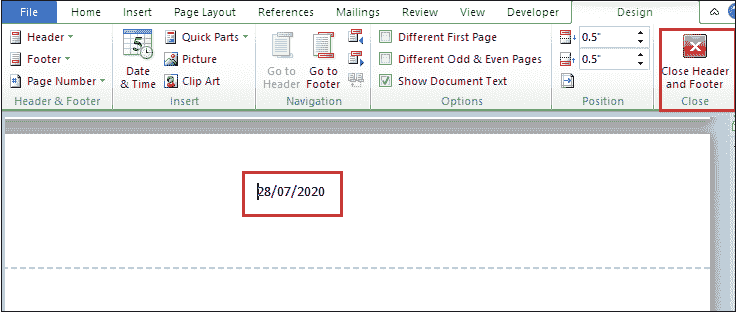 File Home Insert Page Layout References Mailings Review View Developer Design
Header Quick Parts Different First Page 0.5"
Footer Date & Time Picture Go to Header Go to Footer Different Odd & Even Pages 0.5" Close Header and Footer
Page Number Clip Art Show Document Text
Header & Footer Insert Navigation Options Position Close
28/07/2020